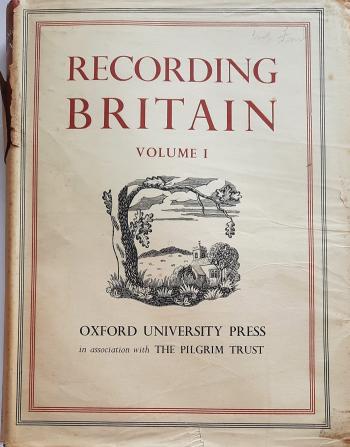 RECORDING
BRITAIN
VOLUME I
OXFORD UNIVERSITY PRESS
in association with THE PILGRIM TRUST